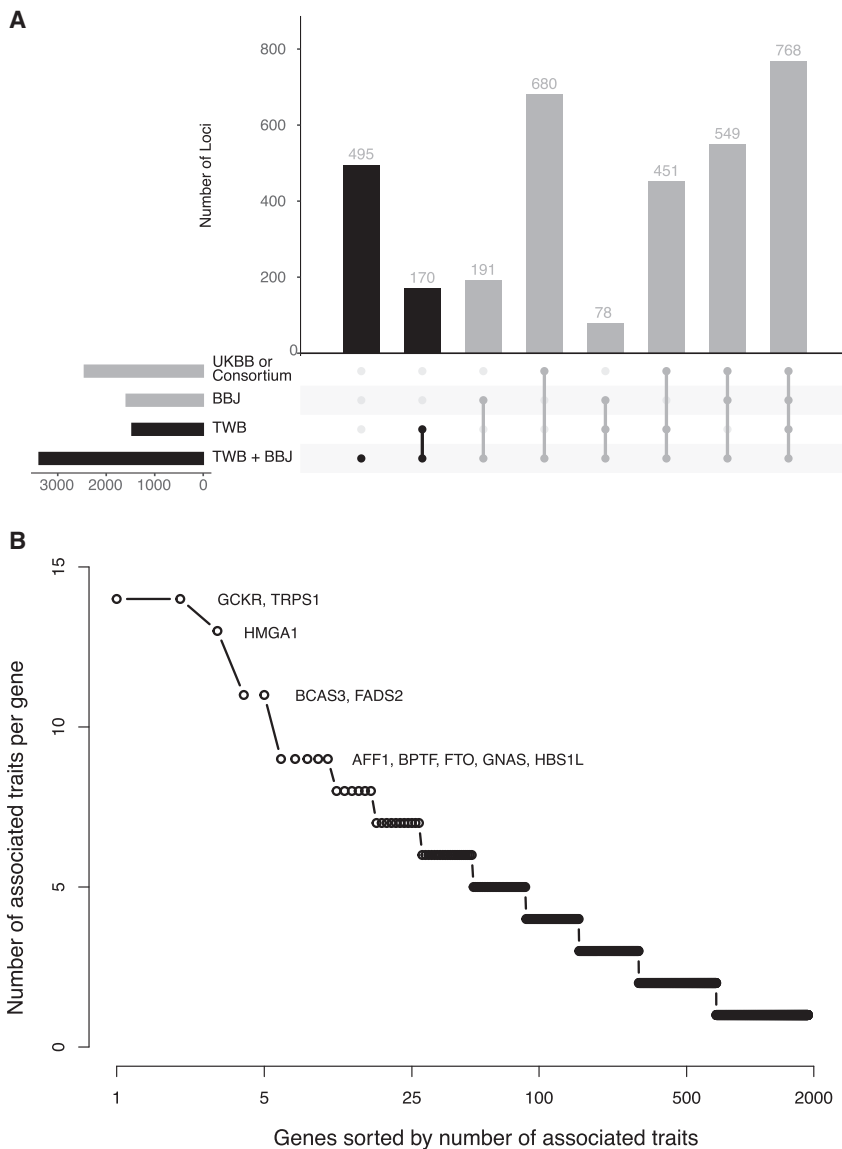 A
Number of Loci
800
600
400
200
0
495
170
191
680
78
451
549
768
UKBB or
Consortium
BBJ
TWB
TWB + BBJ
3000 2000 1000 0
B
Number of associated traits per gene
15
10
5
0
GCKR, TRPS1
HMGA1
BCAS3, FADS2
AFF1, BPTF, FTO, GNAS, HBS1L
1 5 25 100 500 2000
Genes sorted by number of associated traits